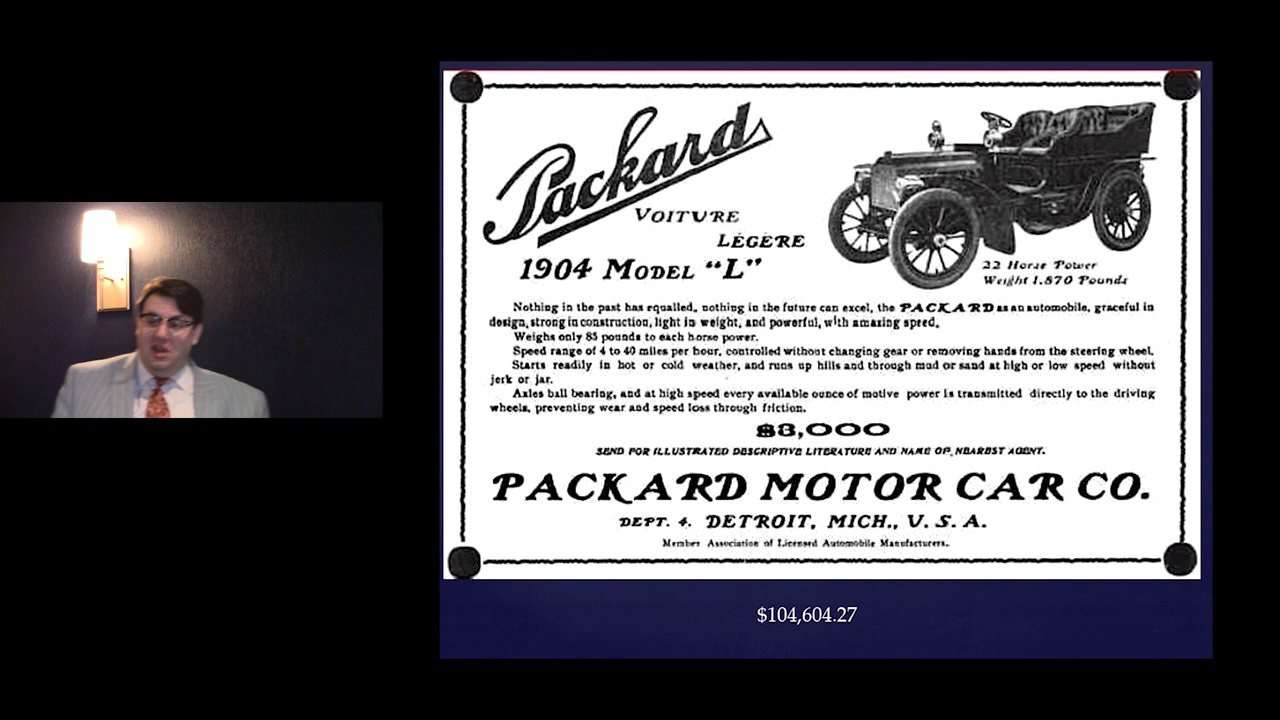 Packard
VOITURE
LÉGÈRE
1904 MODEL "L"
22 Horse Power
Weight 1,870 Pounds
Nothing in the past has equalled, nothing in the future can excel, the PACKARD as an automobile, graceful in
design, strong in construction, light in weight, and powerful, with amazing speed.
Weighs only 85 pounds to each horse power.
Speed range of 4 to 40 miles per hour, controlled without changing gear or removing hands from the steering wheel.
Starts readily in hot or cold weather, and runs up hills and through mud or sand at high or low speed without
jerk or jar.
Axles ball bearing, and at high speed every available ounce of motive power is transmitted directly to the driving
wheels, preventing wear and speed loss through friction.
$3,000
SEND FOR ILLUSTRATED DESCRIPTIVE LITERATURE AND NAME OF NEAREST AGENT.
PACKARD MOTOR CAR CO.
DEPT. 4. DETROIT, MICH., U. S. A.
Member Association of Licensed Automobile Manufacturers.
$104,604.27